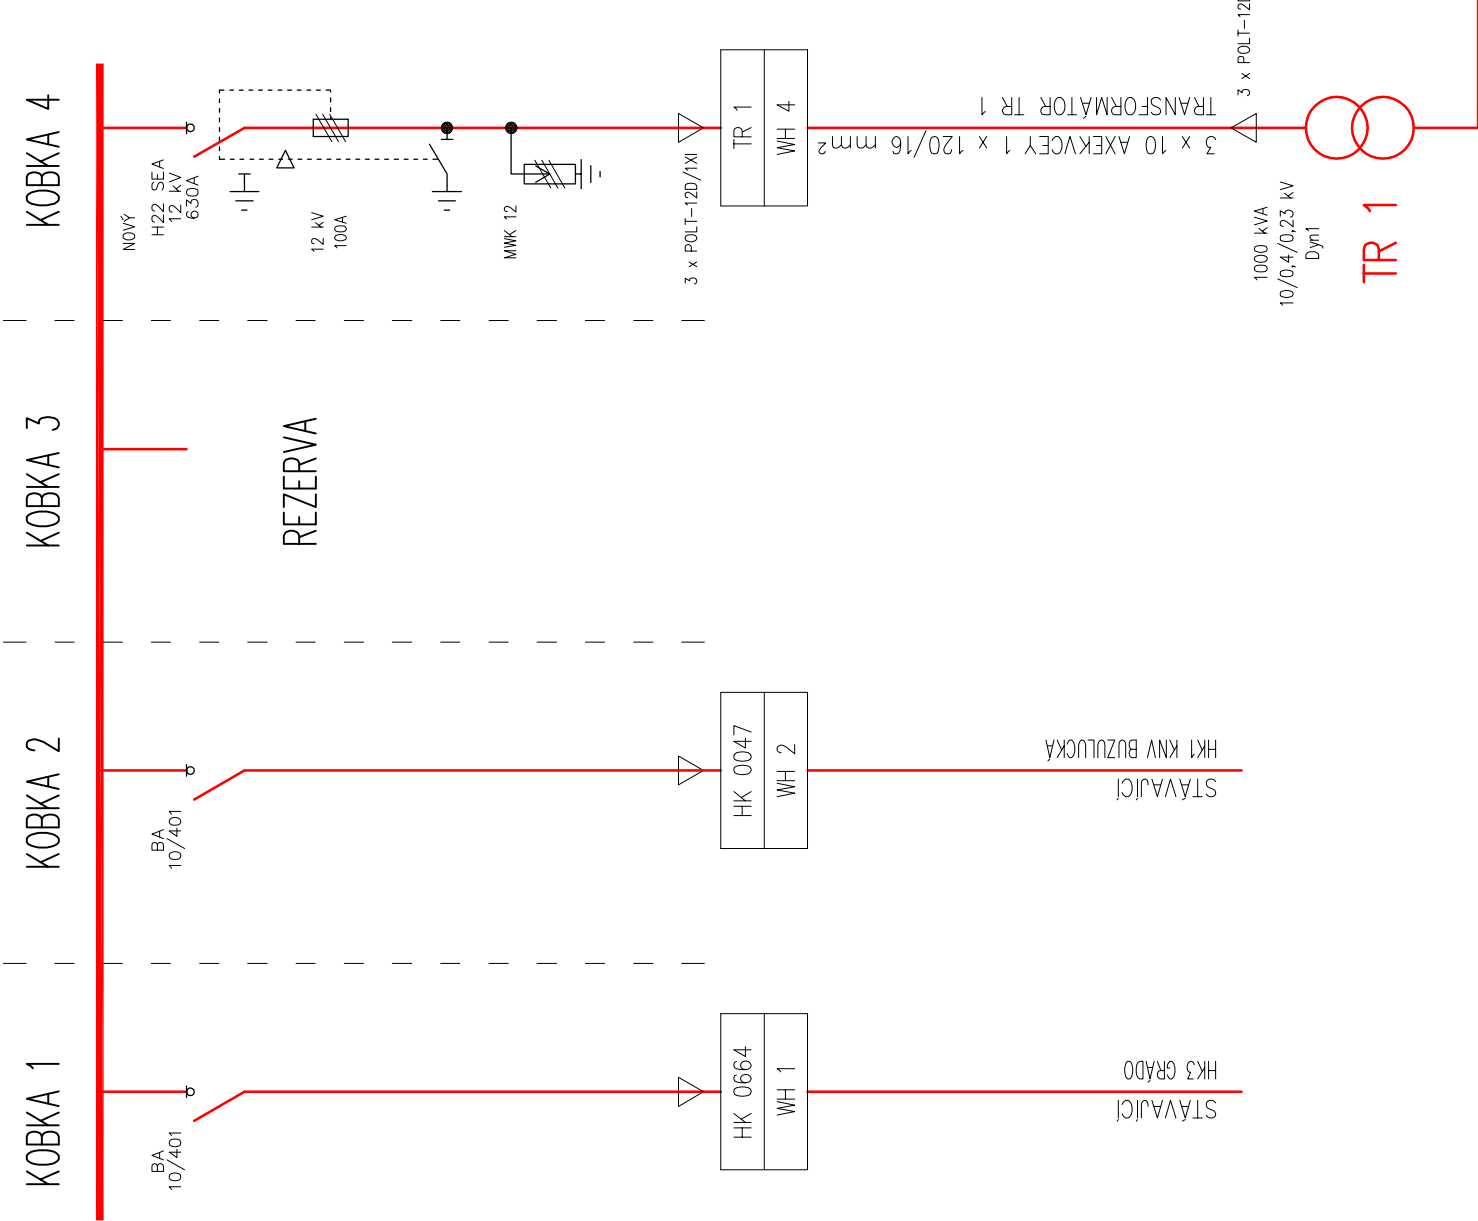 KOBKA 1
BA
10/401
HK 0664
WH 1
HK3 GRÁDO
STÁVAJÍCÍ
KOBKA 2
BA
10/401
HK 0047
WH 2
HK1 KNV BUZULUCKÁ
STÁVAJÍCÍ
KOBKA 3
REZERVA
KOBKA 4
NOVÝ
H22 SEA
12 kV
630A
12 kV
100A
MWK 12
3 x POLT-12D/1XI
TR 1
WH 4
TRANSFORMÁTOR TR 1
3 x 10 AXEKVCEY 1 x 120/16 mm²
3 x POLT-12
1000 kVA
10/0,4/0,23 kV
Dyn1
TR 1